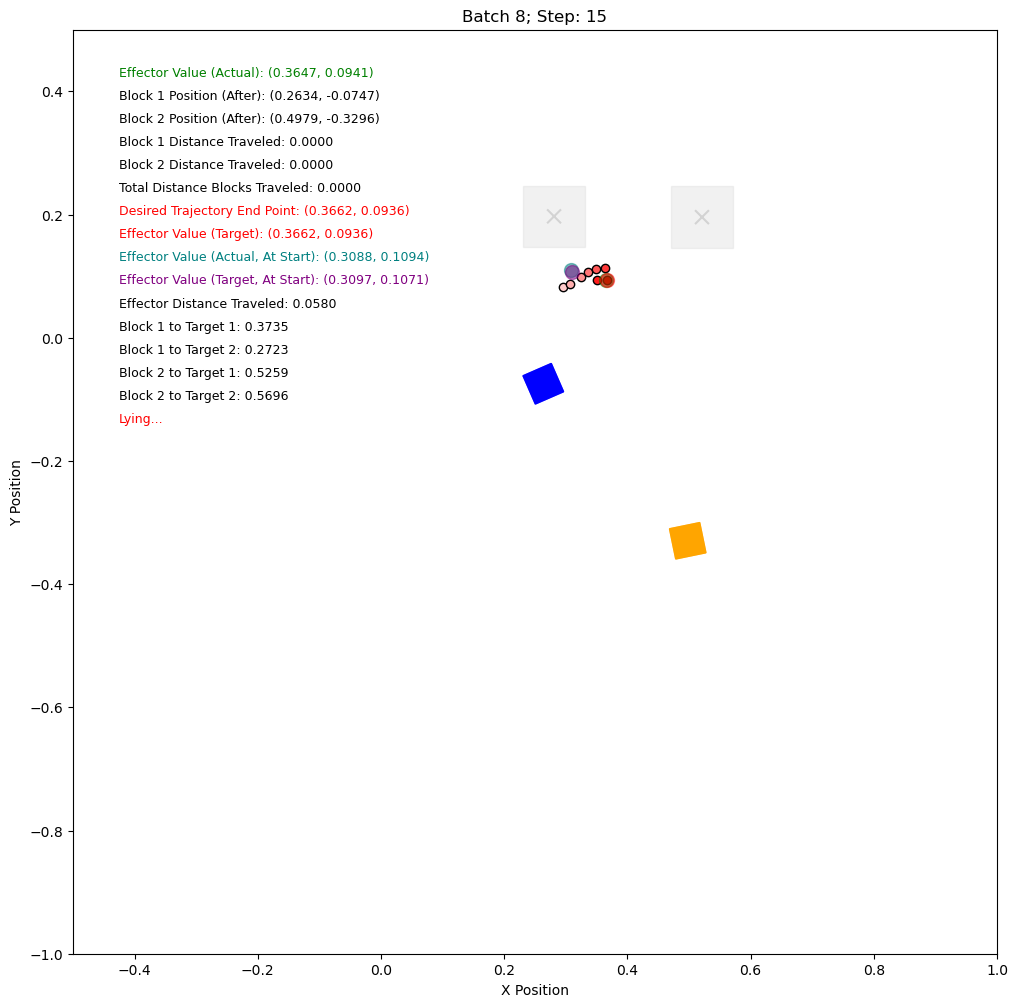 Batch 8; Step: 15
Effector Value (Actual): (0.3647, 0.0941)
Block 1 Position (After): (0.2634, -0.0747)
Block 2 Position (After): (0.4979, -0.3296)
Block 1 Distance Traveled: 0.0000
Block 2 Distance Traveled: 0.0000
Total Distance Blocks Traveled: 0.0000
Desired Trajectory End Point: (0.3662, 0.0936)
Effector Value (Target): (0.3662, 0.0936)
Effector Value (Actual, At Start): (0.3088, 0.1094)
Effector Value (Target, At Start): (0.3097, 0.1071)
Effector Distance Traveled: 0.0580
Block 1 to Target 1: 0.3735
Block 1 to Target 2: 0.2723
Block 2 to Target 1: 0.5259
Block 2 to Target 2: 0.5696
Lying...
Y Position
0.4
0.2
0.0
−0.2
−0.4
−0.6
−0.8
−1.0
−0.4 −0.2 0.0 0.2 0.4 0.6 0.8 1.0
X Position